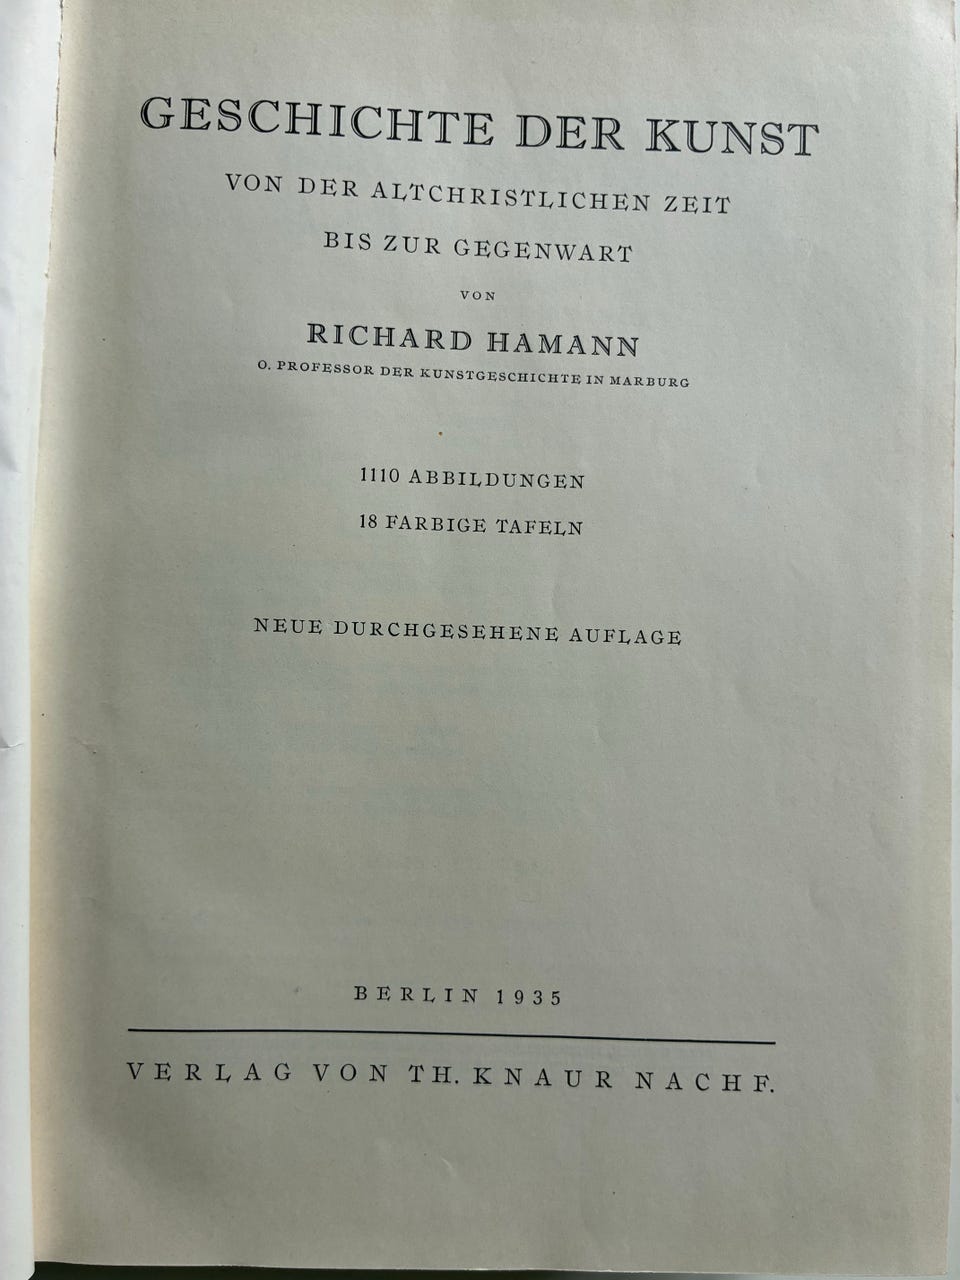 GESCHICHTE DER KUNST
VON DER ALTCHRISTLICHEN ZEIT
BIS ZUR GEGENWART
VON
RICHARD HAMANN
O. PROFESSOR DER KUNSTGESCHICHTE IN MARBURG
1110 ABBILDUNGEN
18 FARBIGE TAFELN
NEUE DURCHGESEHENE AUFLAGE
BERLIN 1935
VERLAG VON TH. KNAUR NACHF.